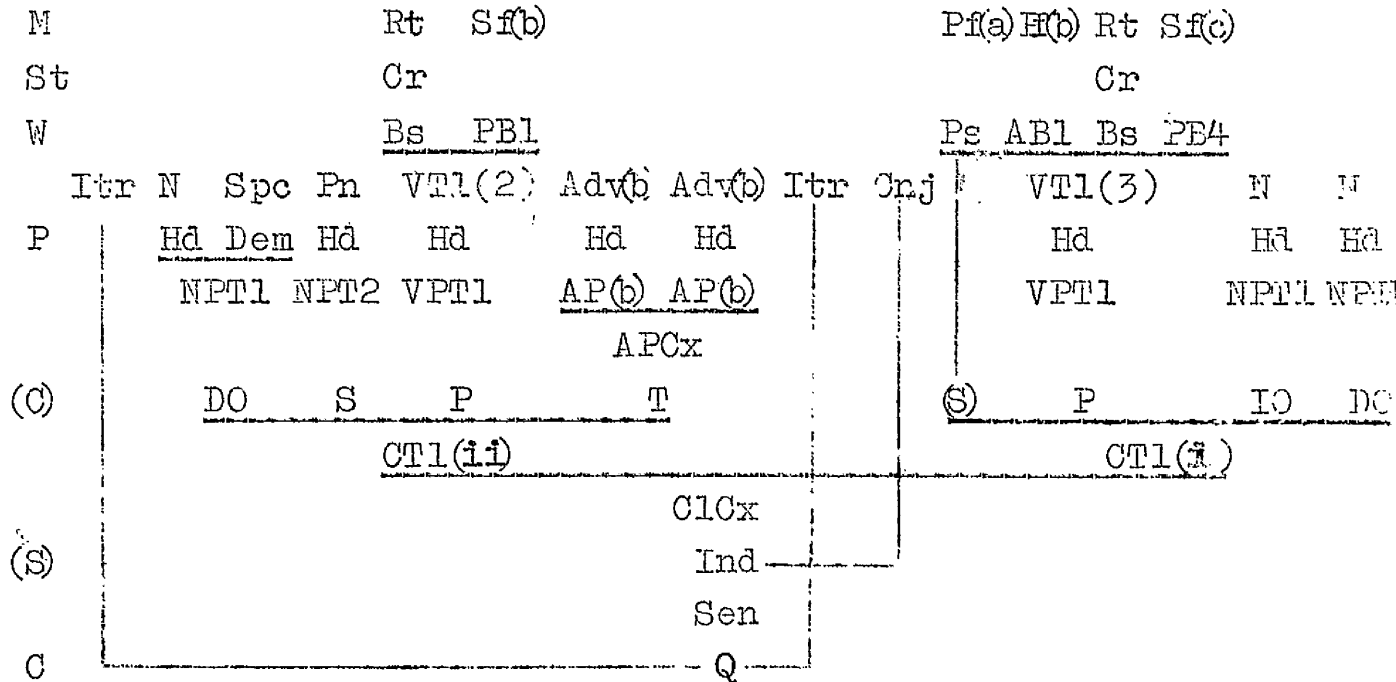 M Rt Sf(b) Pf(a) If(b) Rt Sf(c)
St Cr Cr
W Bs PB1 Ps AB1 Bs PB4
Itr N Spc Pn VT1(2) Adv(b) Adv(b) Itr Cnj VT1(3) N N
P Hd Dem Hd Hd Hd Hd Hd Hd Hd
NPT1 NPT2 VPT1 AP(b) AP(b) VPT1 NPT1
APCx
(C) DO S P T (S) P IO DO
CT1(ii) CT1(i)
ClCx
(S) Ind
Sen
C Q